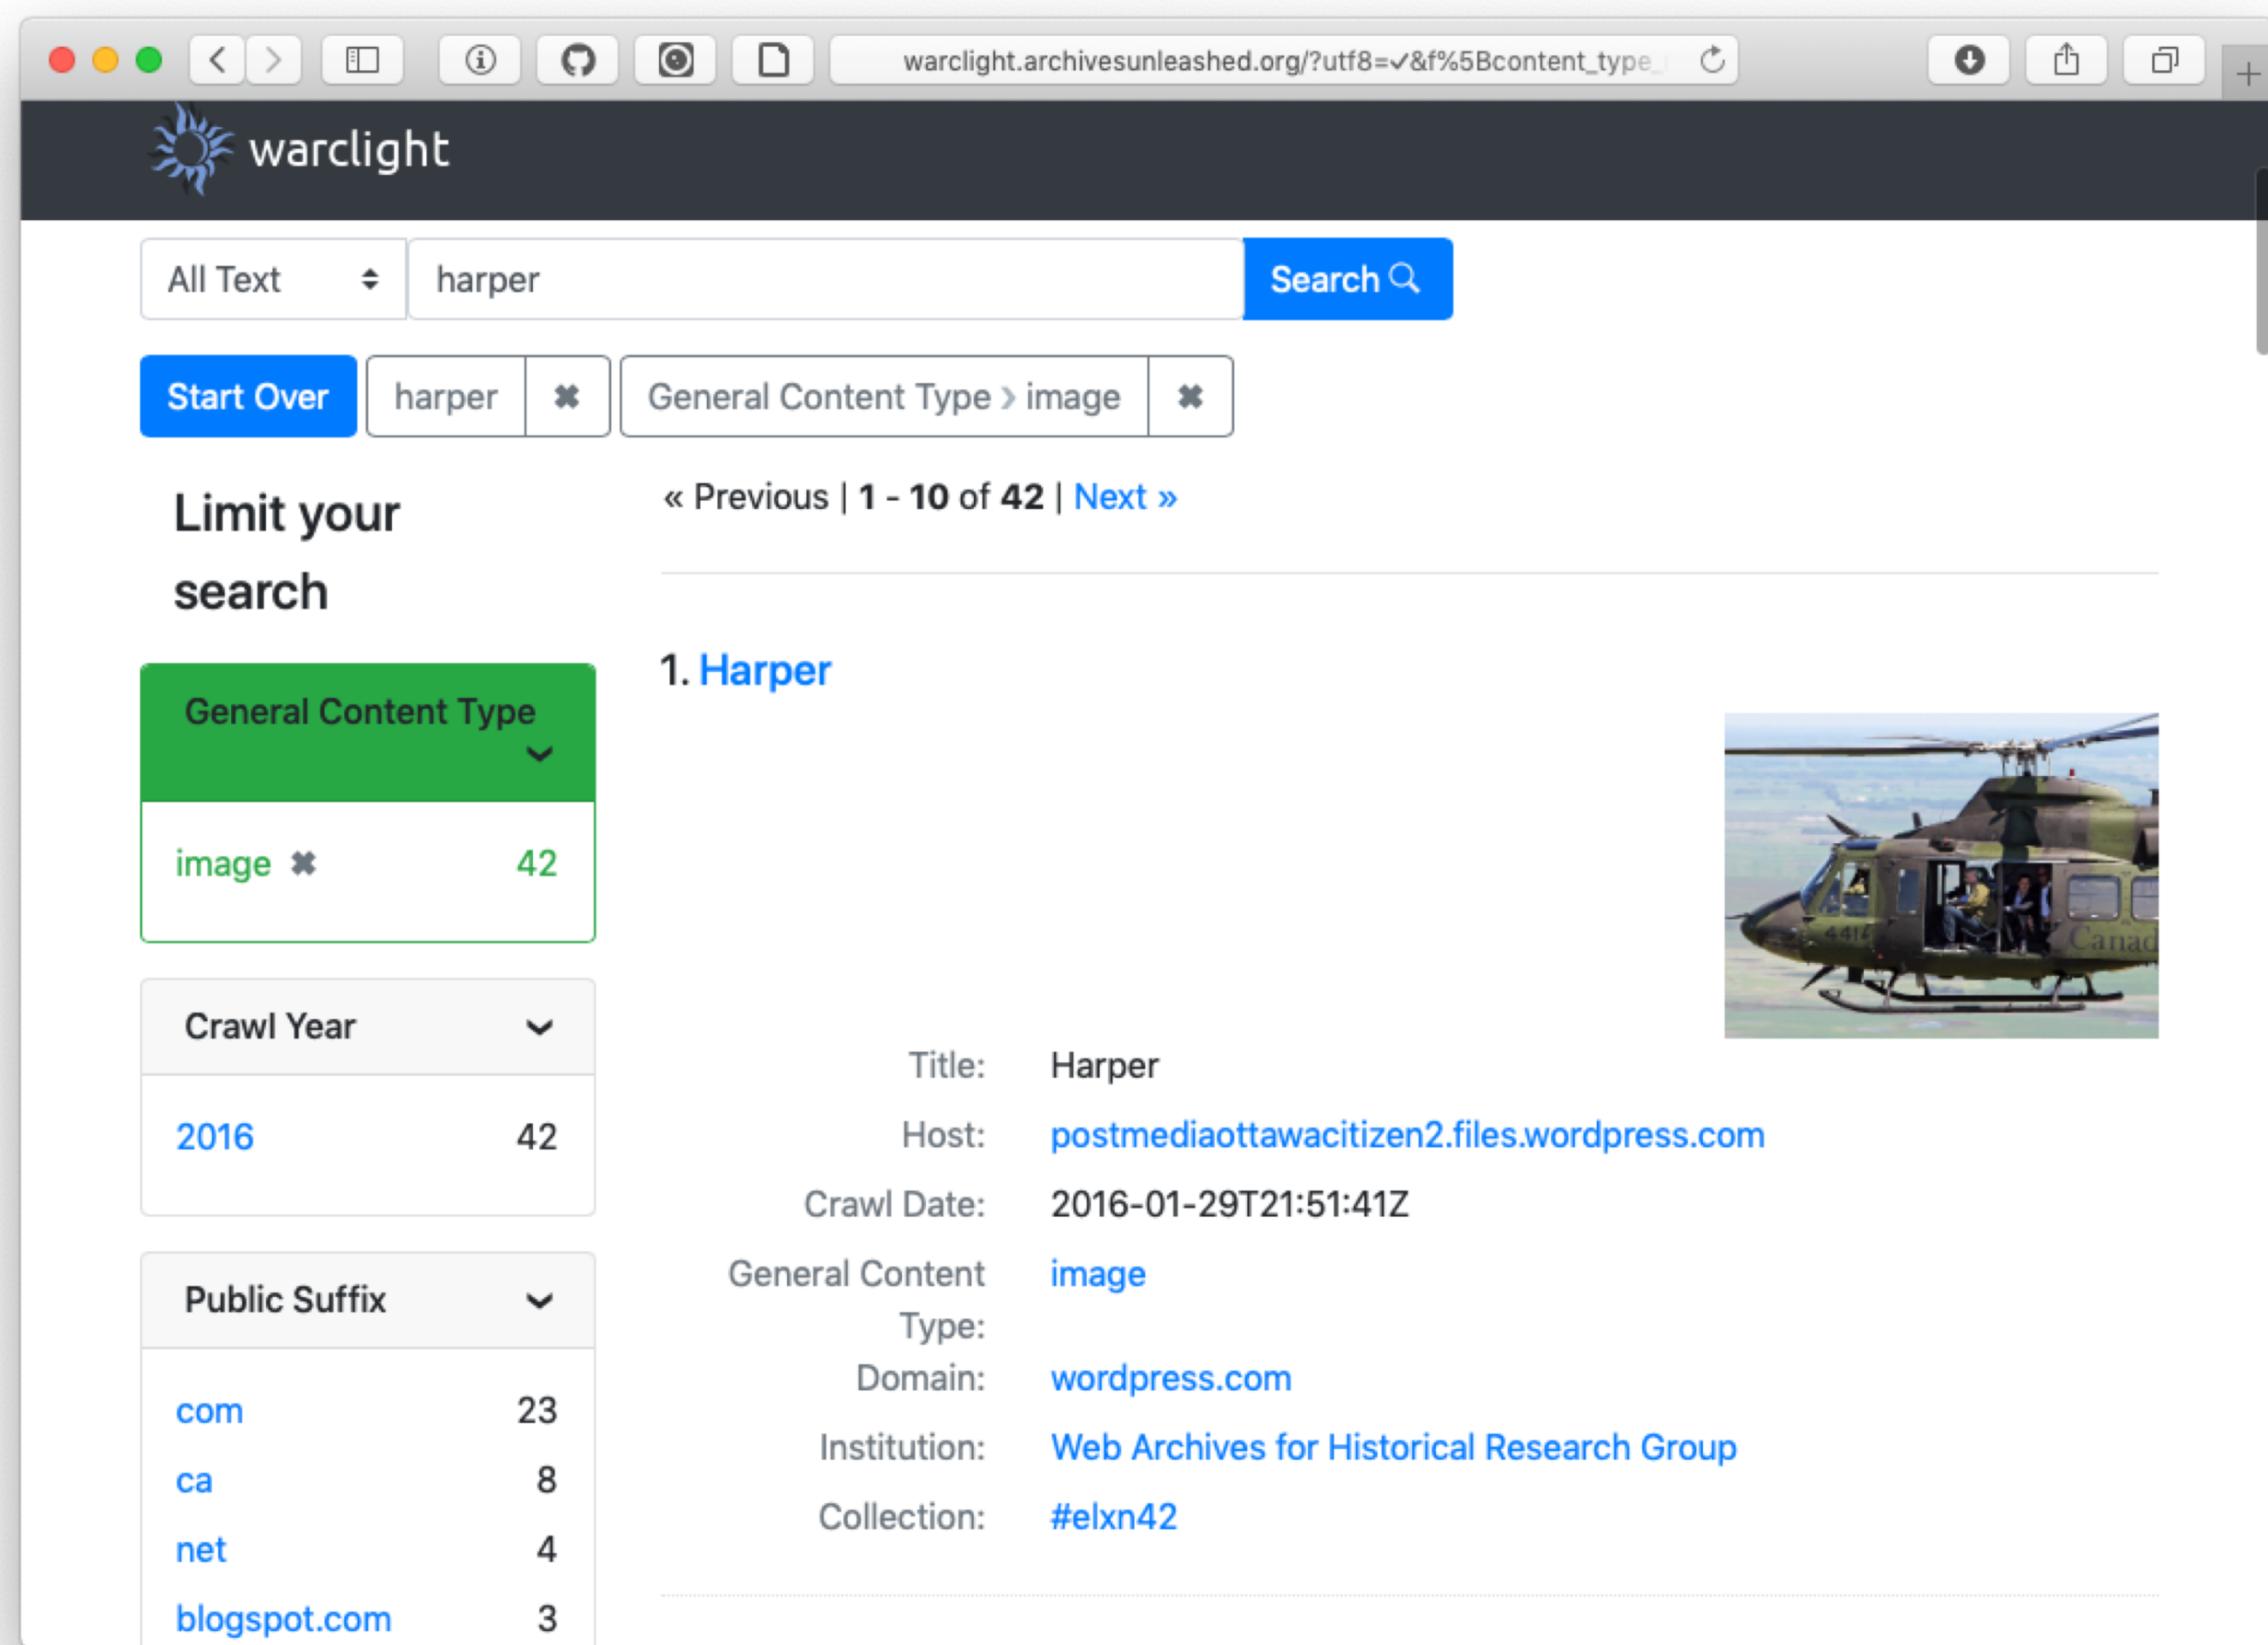 warclight.archivesunleashed.org/?utf8=✓&f%5Bcontent_type_
warclight
All Text
harper
Search
Start Over
harper ✖
General Content Type › image ✖
Limit your
search
« Previous | 1 - 10 of 42 | Next »
General Content Type
image ✖ 42
Crawl Year
2016 42
Public Suffix
com 23
ca 8
net 4
blogspot.com 3
1. Harper
Canad
Title: Harper
Host: postmediaottawacitizen2.files.wordpress.com
Crawl Date: 2016-01-29T21:51:41Z
General Content
Type: image
Domain: wordpress.com
Institution: Web Archives for Historical Research Group
Collection: #elxn42